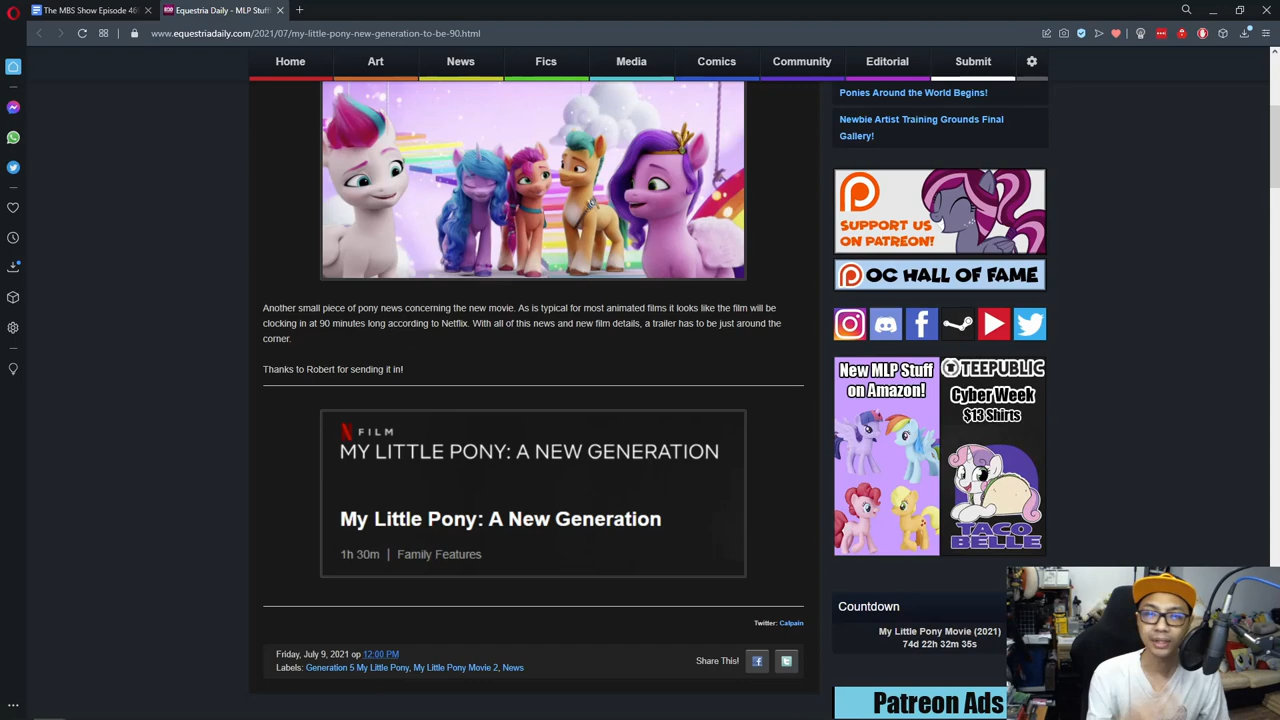 The MBS Show Episode 46
Equestria Daily - MLP Stuff
www.equestriadaily.com/2021/07/my-little-pony-new-generation-to-be-90.html
Home
Art
News
Fics
Media
Comics
Community
Editorial
Submit
Another small piece of pony news concerning the new movie. As is typical for most animated films it looks like the film will be
clocking in at 90 minutes long according to Netflix. With all of this news and new film details, a trailer has to be just around the
corner.
Thanks to Robert for sending it in!
N FILM
MY LITTLE PONY: A NEW GENERATION
My Little Pony: A New Generation
1h 30m | Family Features
Twitter: Calpain
Friday, July 9, 2021 op 12:00 PM
Labels: Generation 5 My Little Pony, My Little Pony Movie 2, News
Share This!
Ponies Around the World Begins!
Newbie Artist Training Grounds Final
Gallery!
SUPPORT US
ON PATREON!
OC HALL OF FAME
New MLP Stuff
on Amazon!
TEEPUBLIC
Cyber Week
$13 Shirts
TACO
BELLE
Countdown
My Little Pony Movie (2021)
74d 22h 32m 35s
Patreon Ads